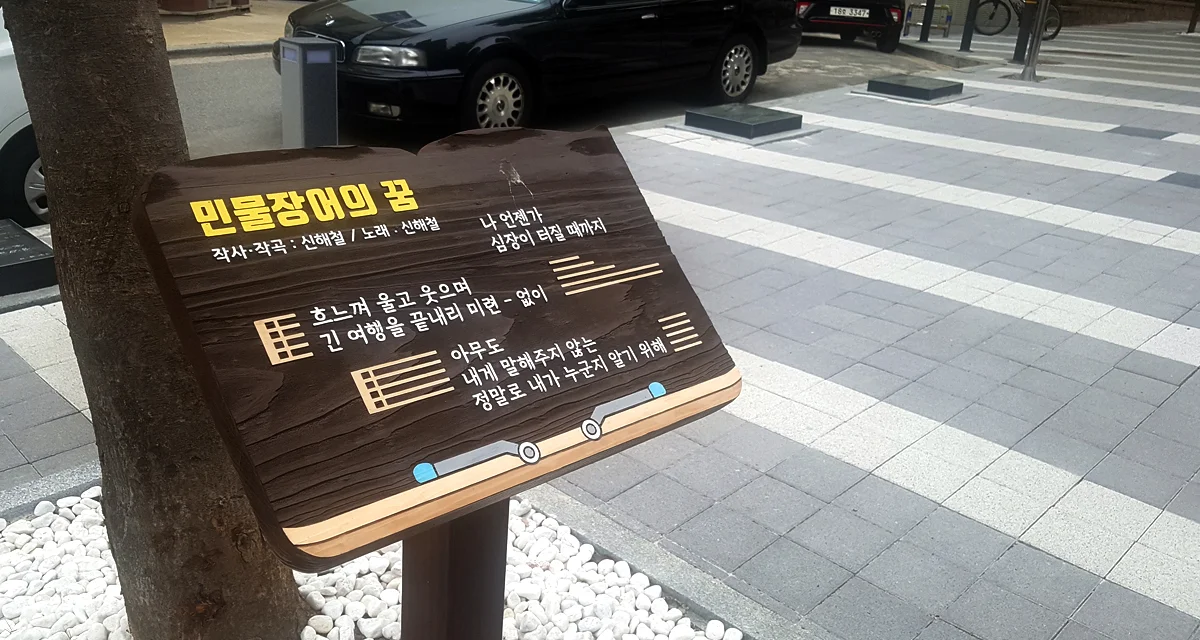 민물장어의 꿈
작사·작곡 : 신해철 / 노래 . 신해철
나 언젠가
심장이 터질 때까지
흐느껴 울고 웃으며
긴 여행을 끝내리 미련 - 없이
아무도
내게 말해주지 않는
정말로 내가 누군지 알기 위해